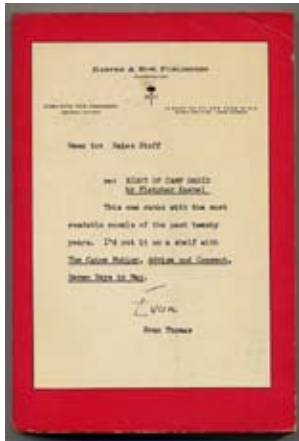 HARPER & ROW PUBLISHERS
Memo to: Sales Staff
re: NIGHT OF CAMP DAVID
by Fletcher Knebel
This one rates with the most
readable novels of the past twenty
years. I'd put it on a shelf with
The Caine Mutiny, Advise and Consent,
Seven Days in May.
Evan
Evan Thomas